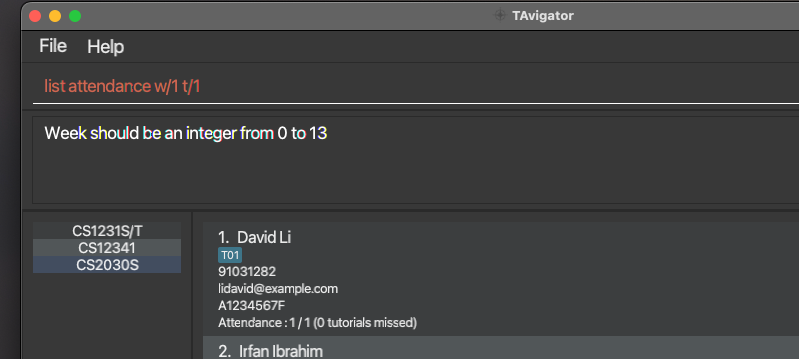 TAvigator
File Help
list attendance w/1 t/1
Week should be an integer from 0 to 13
CS1231S/T
CS12341
CS2030S
1. David Li
T01
91031282
lidavid@example.com
A1234567F
Attendance : 1 / 1 (0 tutorials missed)
2. Irfan Ibrahim